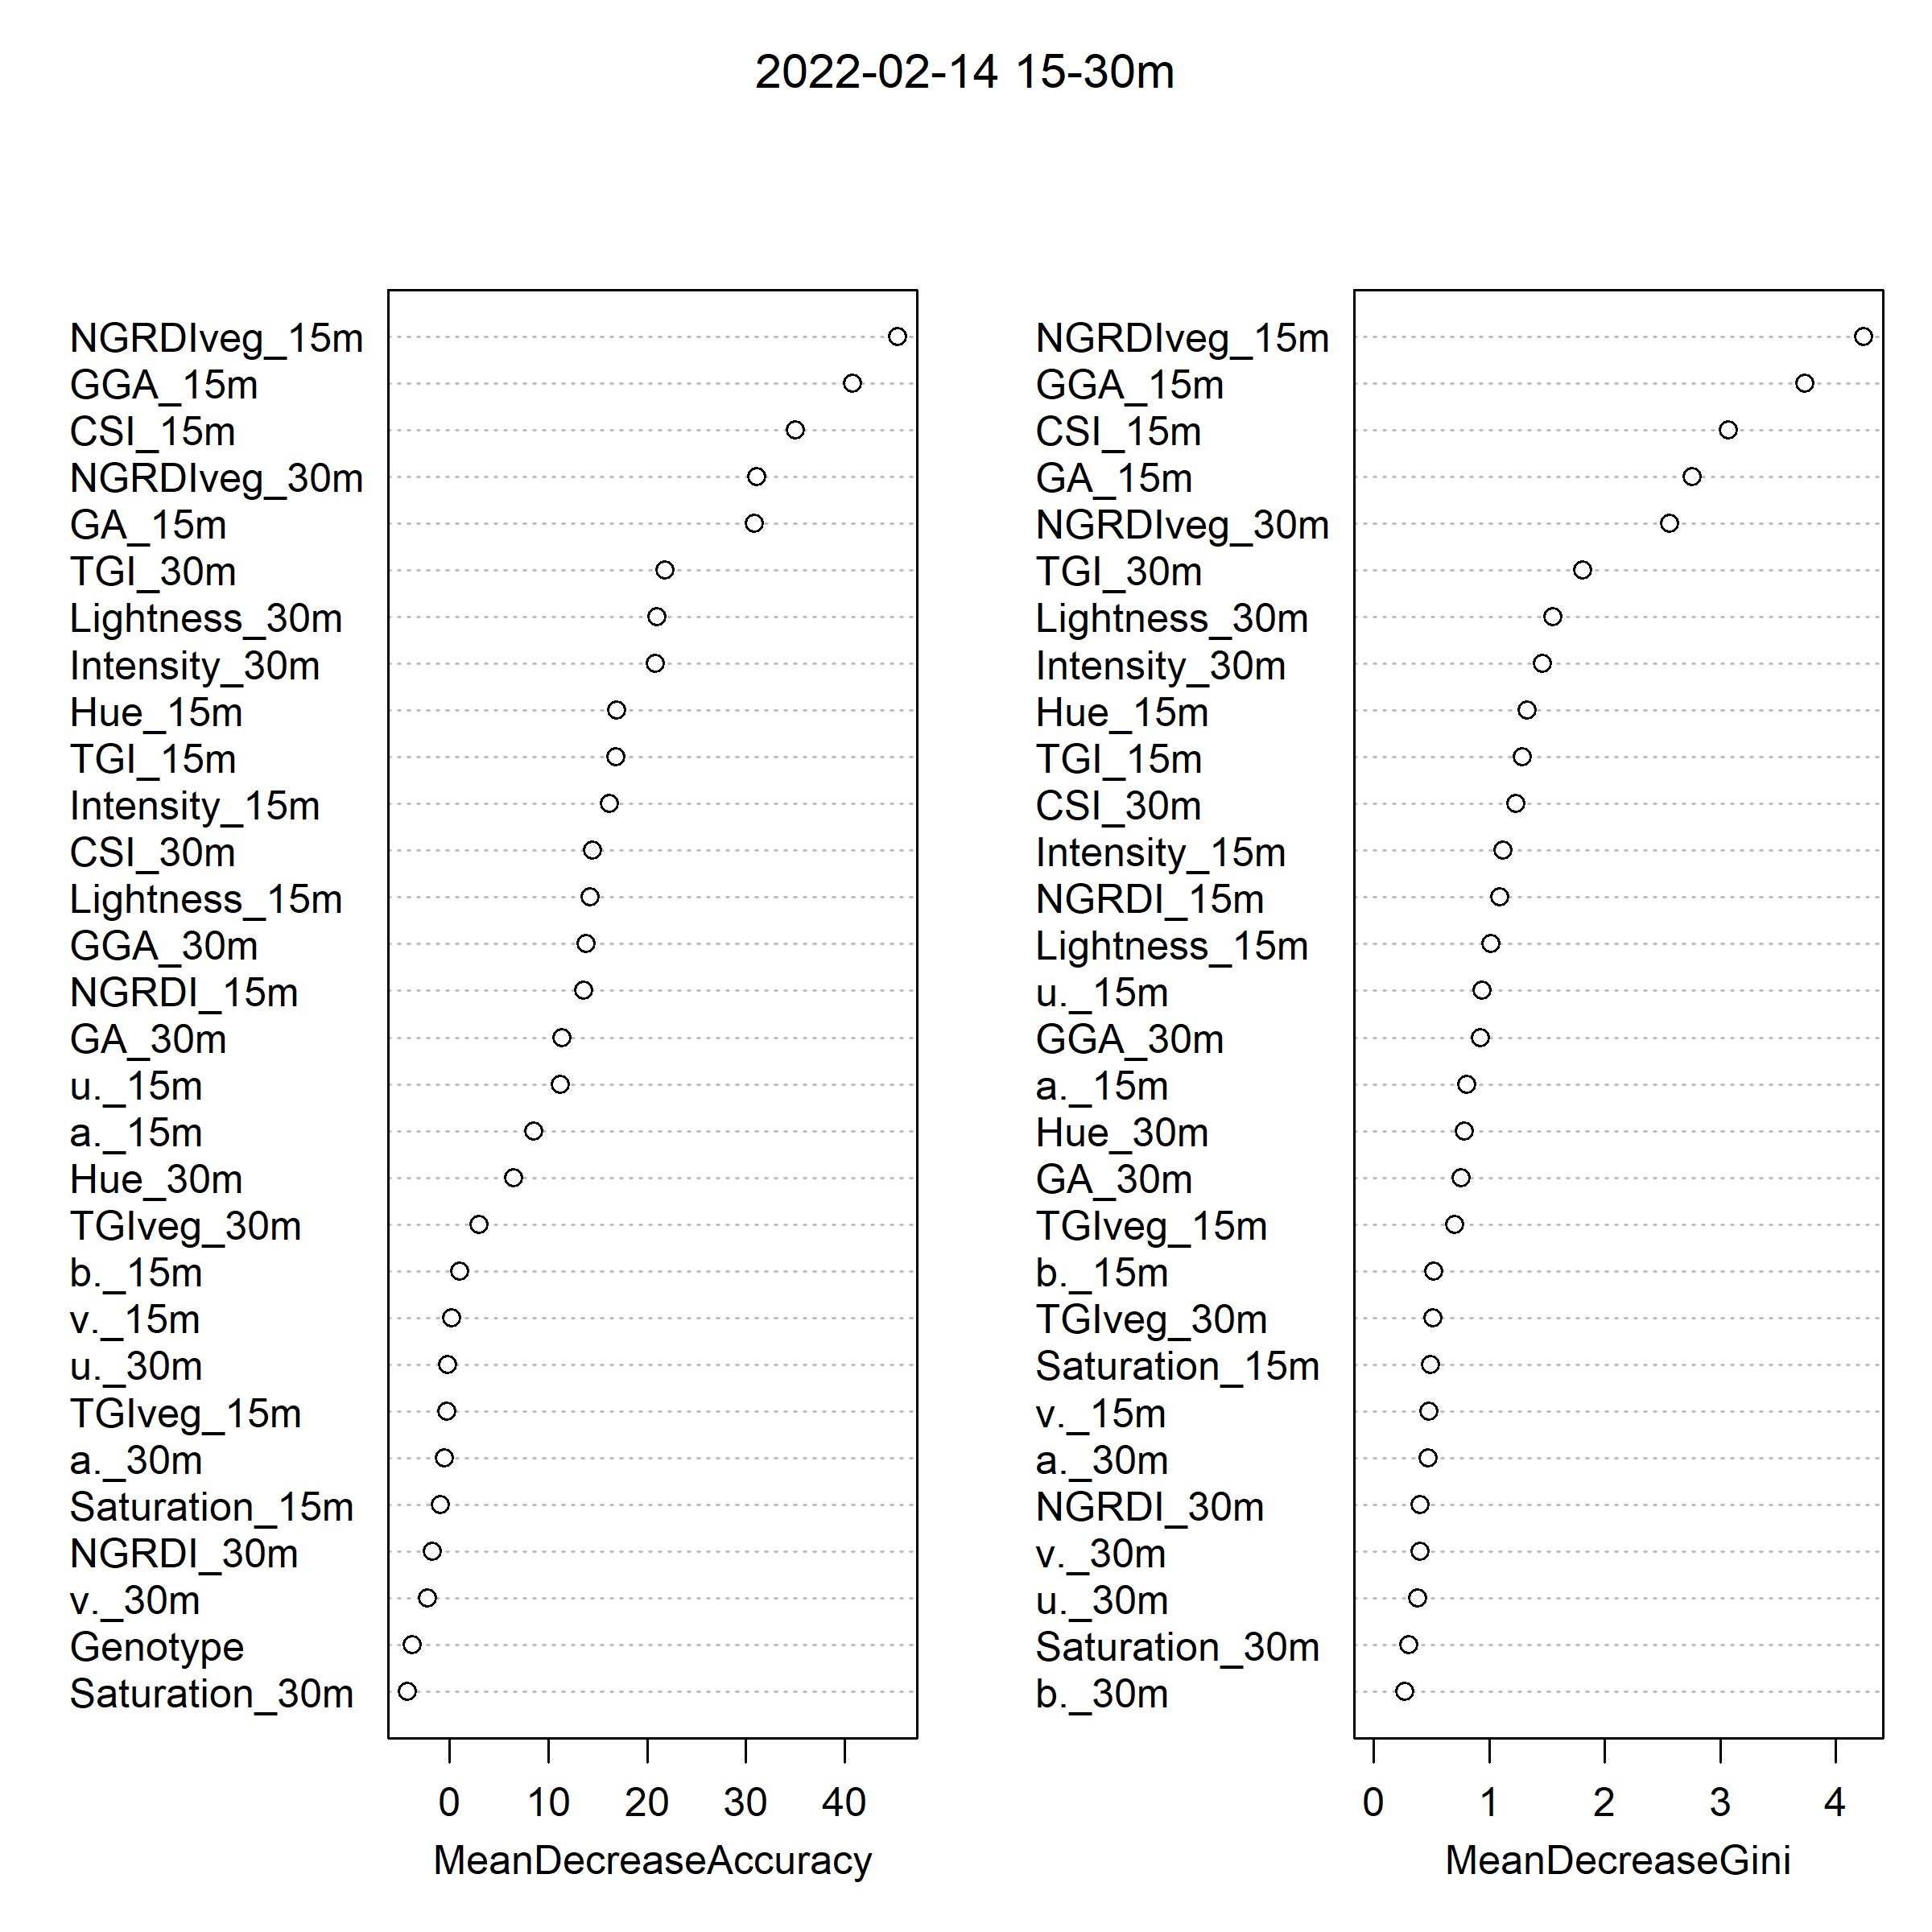 2022-02-14 15-30m
NGRDIveg_15m
GGA_15m
CSI_15m
NGRDIveg_30m
GA_15m
TGI_30m
Lightness_30m
Intensity_30m
Hue_15m
TGI_15m
Intensity_15m
CSI_30m
Lightness_15m
GGA_30m
NGRDI_15m
GA_30m
u._15m
a._15m
Hue_30m
TGIveg_30m
b._15m
v._15m
u._30m
TGIveg_15m
a._30m
Saturation_15m
NGRDI_30m
v._30m
Genotype
Saturation_30m
0 10 20 30 40
MeanDecreaseAccuracy
NGRDIveg_15m
GGA_15m
CSI_15m
GA_15m
NGRDIveg_30m
TGI_30m
Lightness_30m
Intensity_30m
Hue_15m
TGI_15m
CSI_30m
Intensity_15m
NGRDI_15m
Lightness_15m
u._15m
GGA_30m
a._15m
Hue_30m
GA_30m
TGIveg_15m
b._15m
TGIveg_30m
Saturation_15m
v._15m
a._30m
NGRDI_30m
v._30m
u._30m
Saturation_30m
b._30m
0 1 2 3 4
MeanDecreaseGini